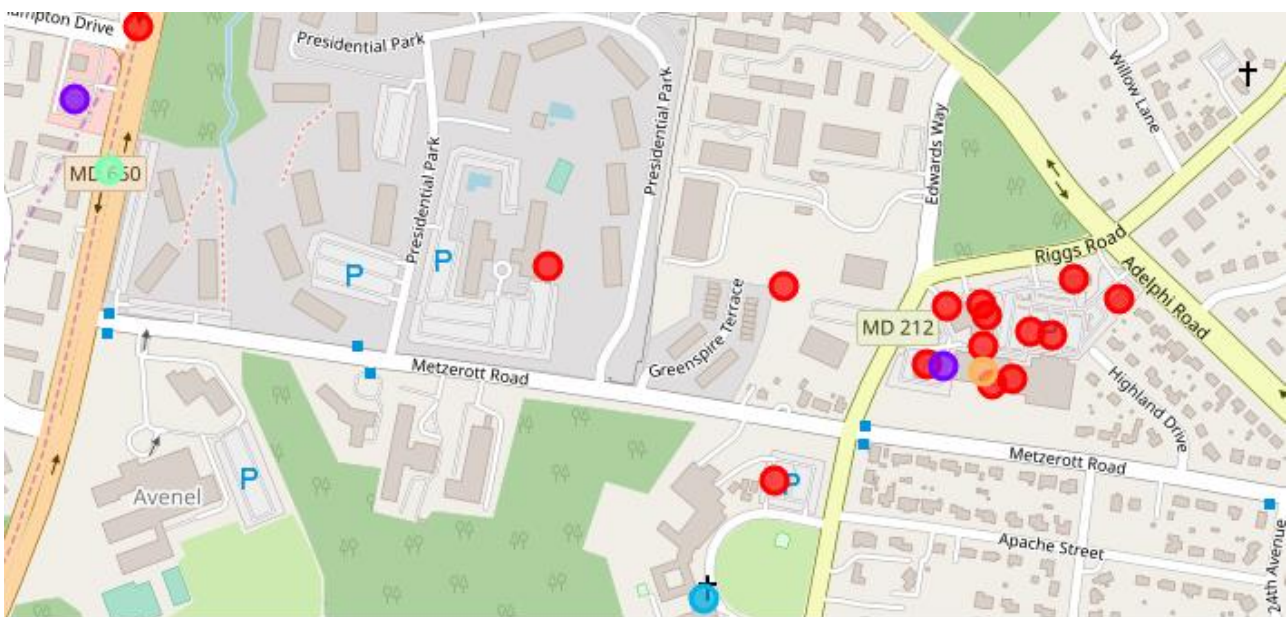 ampton Drive
Presidential Park
Willow Lane
MD 650
Presidential Park
Presidential Park
Edwards Way
P
P
Riggs Road
Adelphi Road
Greenspire Terrace
MD 212
Metzerott Road
Highland Drive
Metzerott Road
P
Avenel
P
Apache Street
24th Avenue